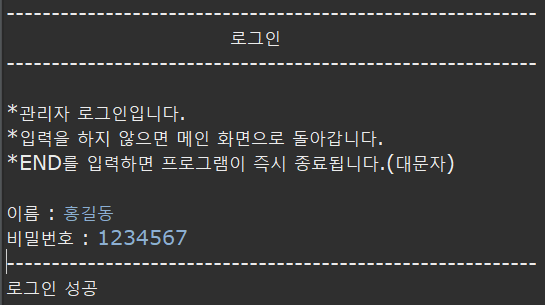 ------------------------------------------------------------
로그인
------------------------------------------------------------
*관리자 로그인입니다.
*입력을 하지 않으면 메인 화면으로 돌아갑니다.
*END를 입력하면 프로그램이 즉시 종료됩니다.(대문자)
이름 : 홍길동
비밀번호 : 1234567
------------------------------------------------------------
로그인 성공